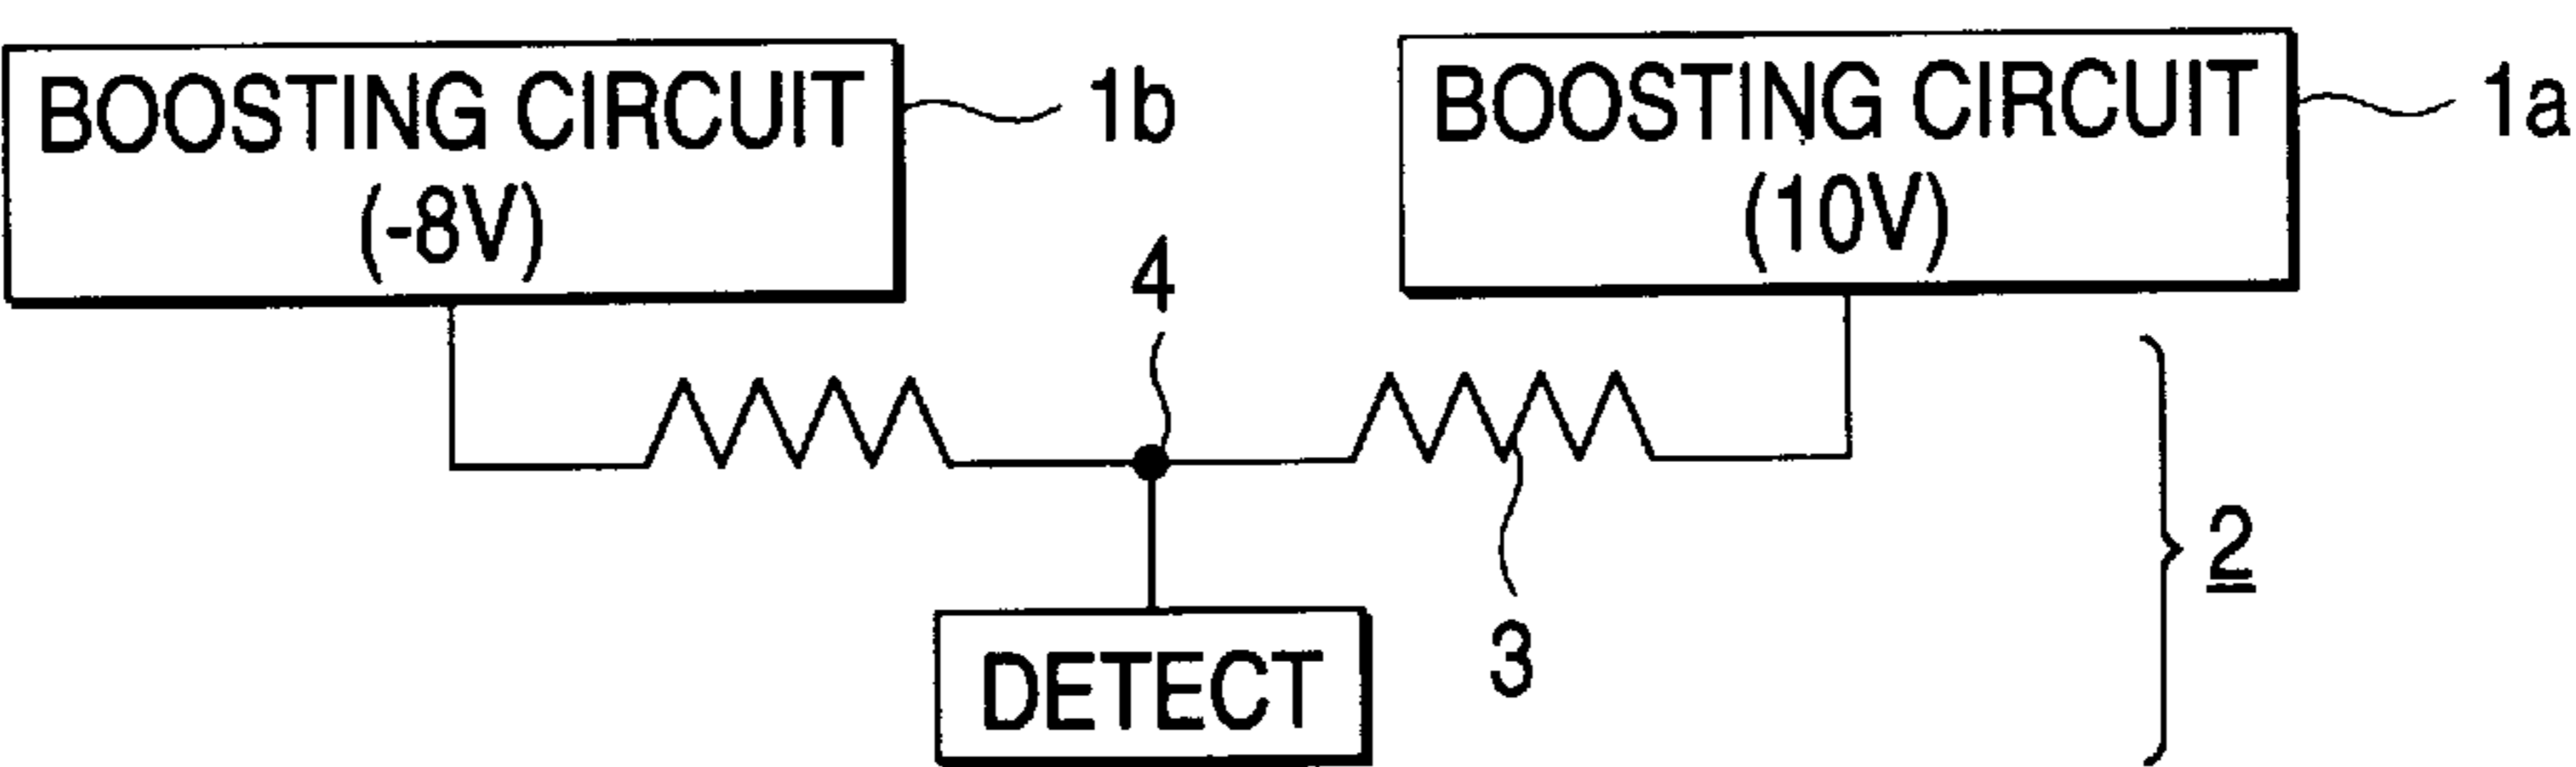 BOOSTING CIRCUIT
(-8V)
1b
BOOSTING CIRCUIT
(10V)
1a
4
3
2
DETECT